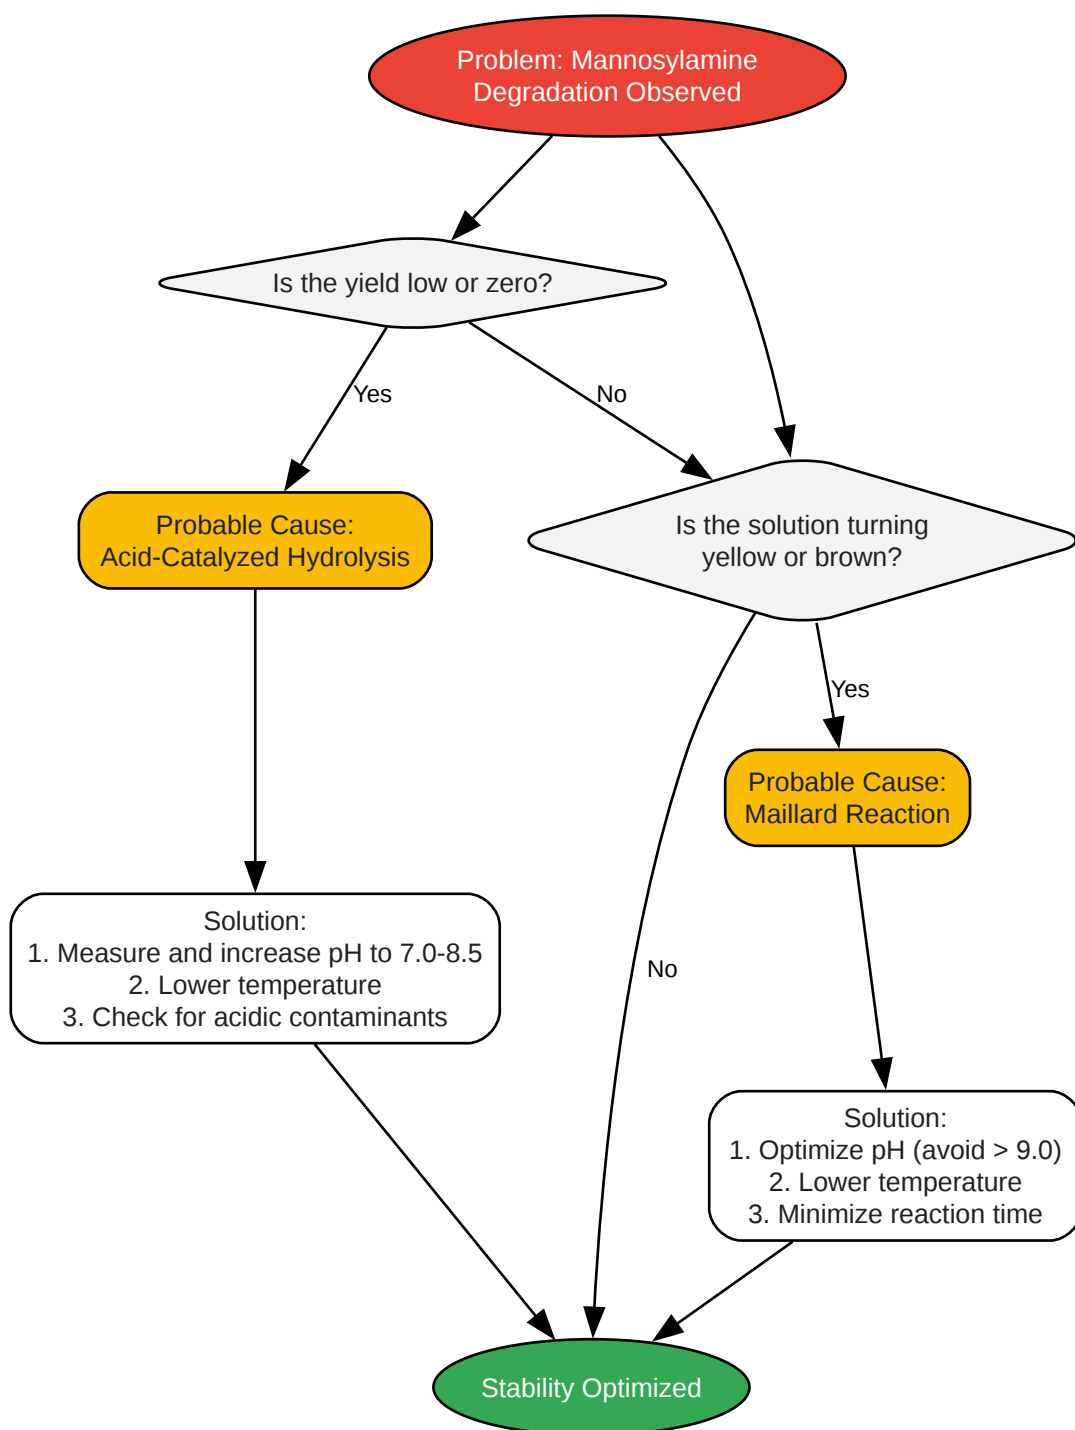 Problem: Mannosylamine
Degradation Observed
Is the yield low or zero?
Yes
No
Probable Cause:
Acid-Catalyzed Hydrolysis
Is the solution turning
yellow or brown?
Yes
Probable Cause:
Maillard Reaction
Solution:
1. Measure and increase pH to 7.0-8.5
2. Lower temperature
3. Check for acidic contaminants
No
Solution:
1. Optimize pH (avoid > 9.0)
2. Lower temperature
3. Minimize reaction time
Stability Optimized